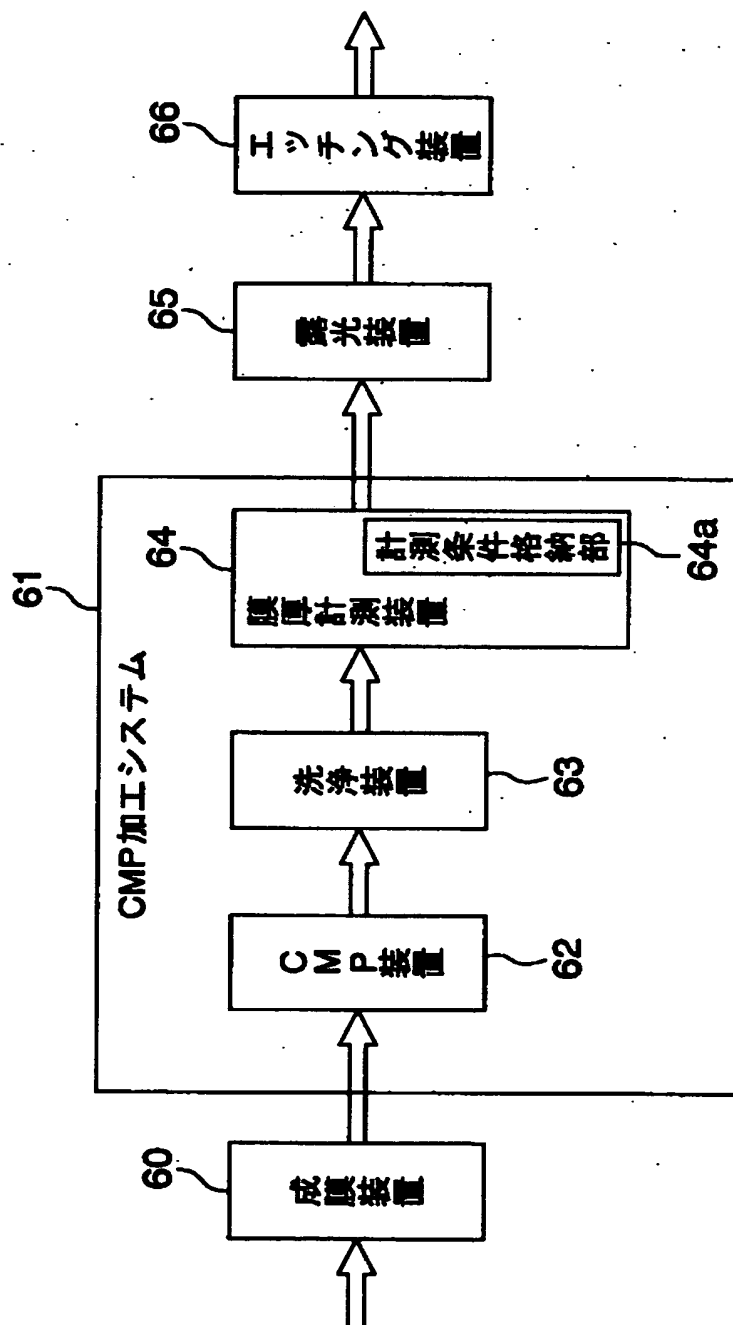 61
CMP加工システム
60
成膜装置
62
CMP装置
63
洗浄装置
64
膜厚計測装置
計測条件格納部
64a
65
露光装置
66
エッチング装置